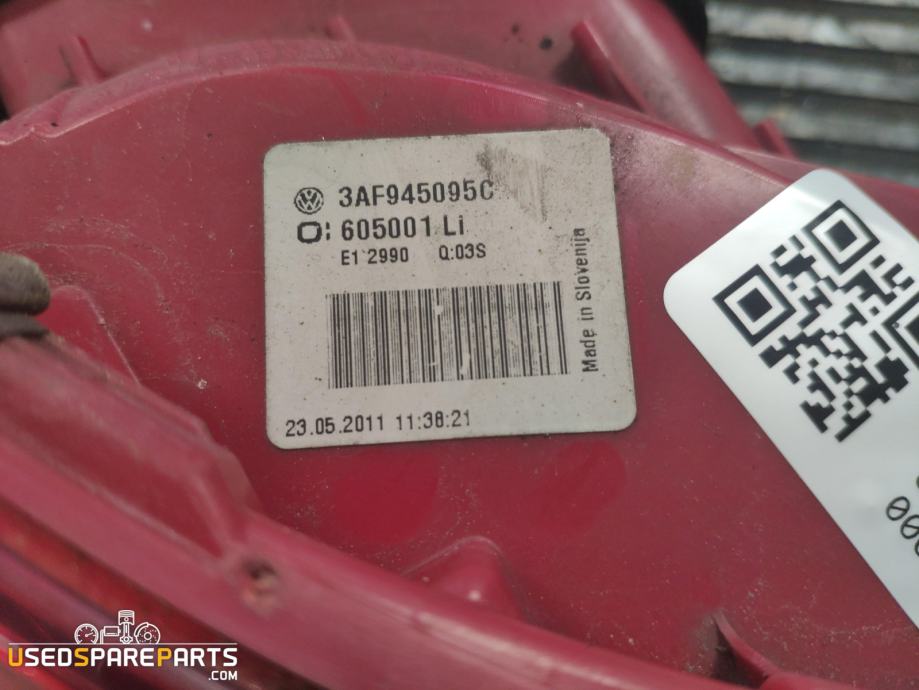 3AF945095C
O: 605001 Li
E1 2990 Q:03S
Made in Slovenija
23.05.2011 11:38:21
USEDSPAREPARTS
.COM